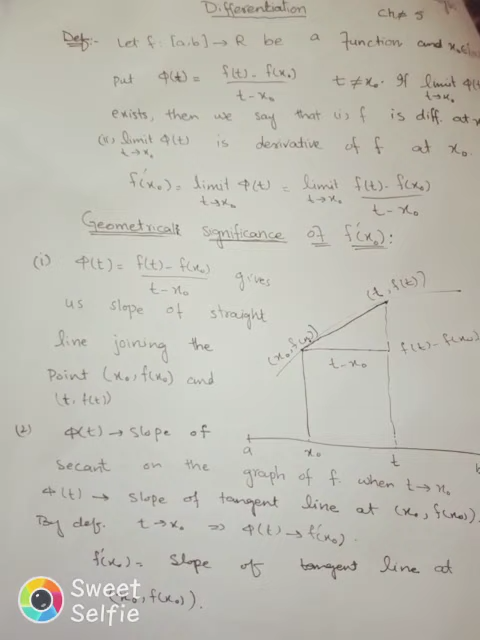 Differentiation
Ch# 5
Def:- Let f: [a,b] → R be a function and x₀
put Φ(t) = f(t) - f(x₀) / t - x₀ t ≠ x₀. If limit t→x₀ Φ(t)
exists, then we say that (i) f is diff. at x₀
(ii) limit t→x₀ Φ(t) is derivative of f at x₀.
f'(x₀) = limit t→x₀ Φ(t) = limit t→x₀ f(t) - f(x₀) / t - x₀
Geometrical significance of f'(x₀):
(i) Φ(t) = f(t) - f(x₀) / t - x₀ gives
us slope of straight
line joining the
Point (x₀, f(x₀) and
(t, f(t))
(t, f(t))
(x₀, f(x₀))
f(t) - f(x₀)
t - x₀
a
x₀
t
b
(2) Φ(t) → slope of
secant on the graph of f. when t → x₀
Φ(t) → slope of tangent line at (x₀, f(x₀)).
By def. t → x₀ ⇒ Φ(t) → f'(x₀).
f'(x₀) = slope of tangent line at
(x₀, f(x₀)).
Sweet
Selfie